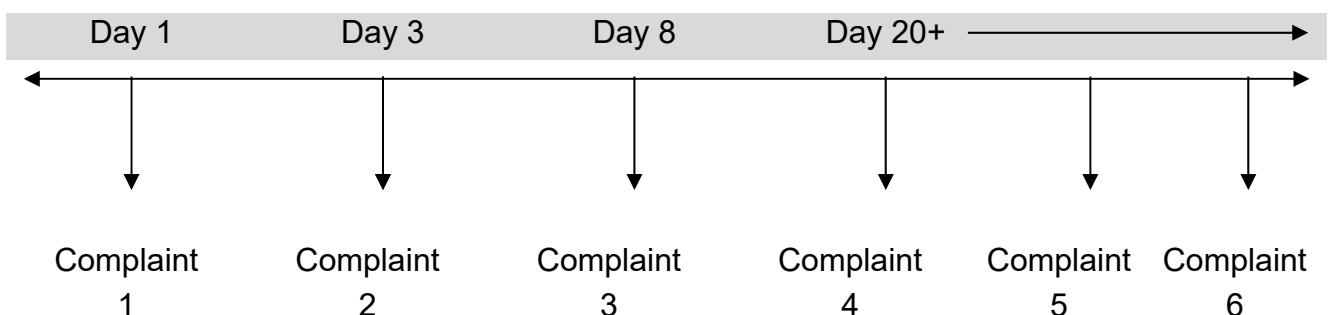 Day 1 Day 3 Day 8 Day 20+
Complaint Complaint Complaint Complaint Complaint Complaint
1 2 3 4 5 6